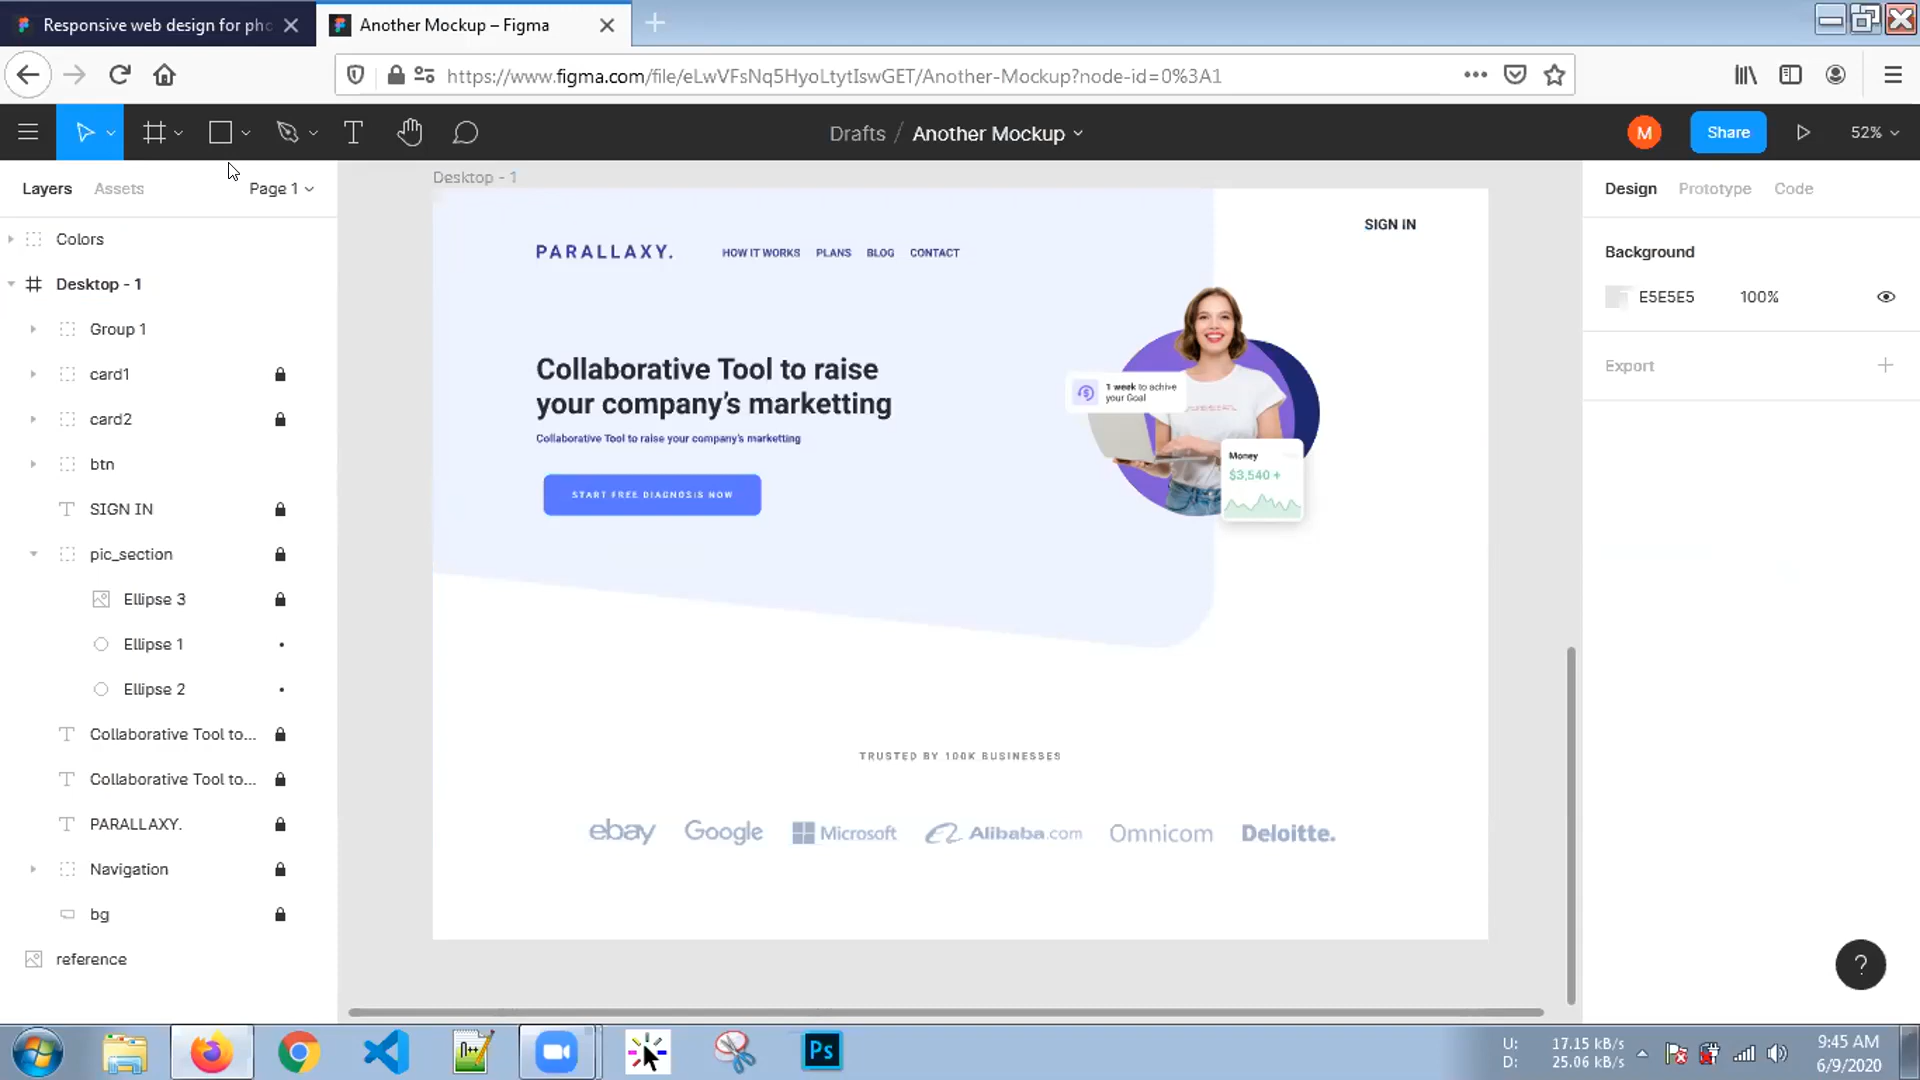 Responsive web design for pho
Another Mockup – Figma
https://www.figma.com/file/eLwVFsNq5HyoLtytIswGET/Another-Mockup?node-id=0%3A1
Drafts / Another Mockup
M
Share
52%
Layers
Assets
Page 1
Colors
Desktop - 1
Group 1
card1
card2
btn
SIGN IN
pic_section
Ellipse 3
Ellipse 1
Ellipse 2
Collaborative Tool to...
Collaborative Tool to...
PARALLAXY.
Navigation
bg
reference
Desktop - 1
SIGN IN
PARALLAXY.
HOW IT WORKS
PLANS
BLOG
CONTACT
Collaborative Tool to raise
your company's marketting
Collaborative Tool to raise your company's marketting
START FREE DIAGNOSIS NOW
1 week to achive
your Goal
Money
$3,540 +
TRUSTED BY 100K BUSINESSES
ebay
Google
Microsoft
Alibaba.com
Omnicom
Deloitte.
Design
Prototype
Code
Background
E5E5E5
100%
Export
?
Ps
U: 17.15 kB/s
D: 25.06 kB/s
9:45 AM
6/9/2020